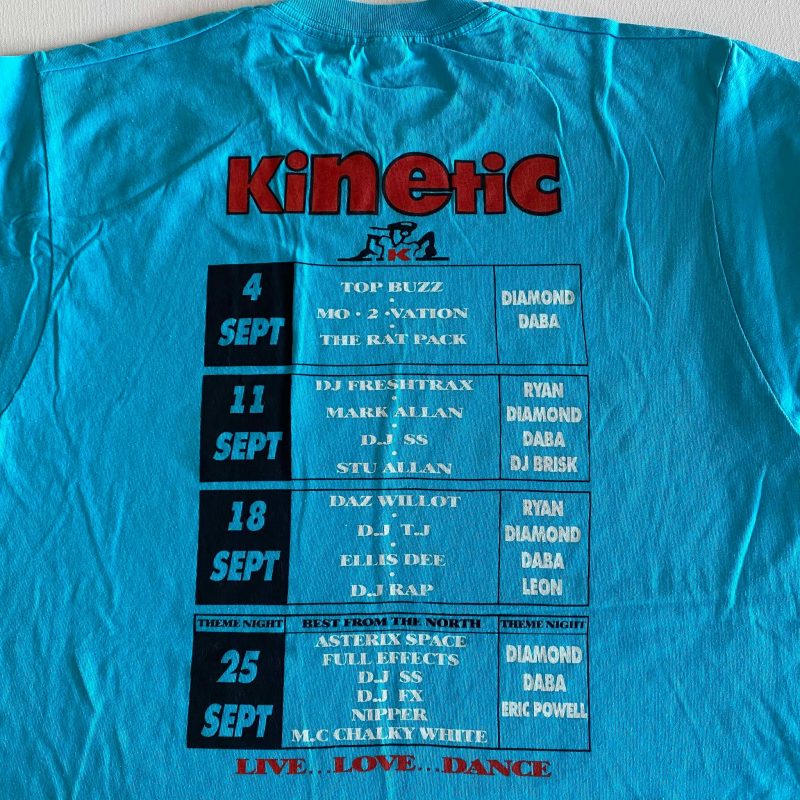 Kinetic
K
4 SEPT
TOP BUZZ
MO · 2 · VATION
THE RAT PACK
DIAMOND
DABA
11 SEPT
DJ FRESHTRAX
MARK ALLAN
D.J SS
STU ALLAN
RYAN
DIAMOND
DABA
DJ BRISK
18 SEPT
DAZ WILLOT
D.J T.J
ELLIS DEE
D.J RAP
RYAN
DIAMOND
DABA
LEON
THEME NIGHT BEST FROM THE NORTH THEME NIGHT
25 SEPT
ASTERIX SPACE
FULL EFFECTS
D.J SS
D.J FX
NIPPER
M.C CHALKY WHITE
DIAMOND
DABA
ERIC POWELL
LIVE...LOVE...DANCE